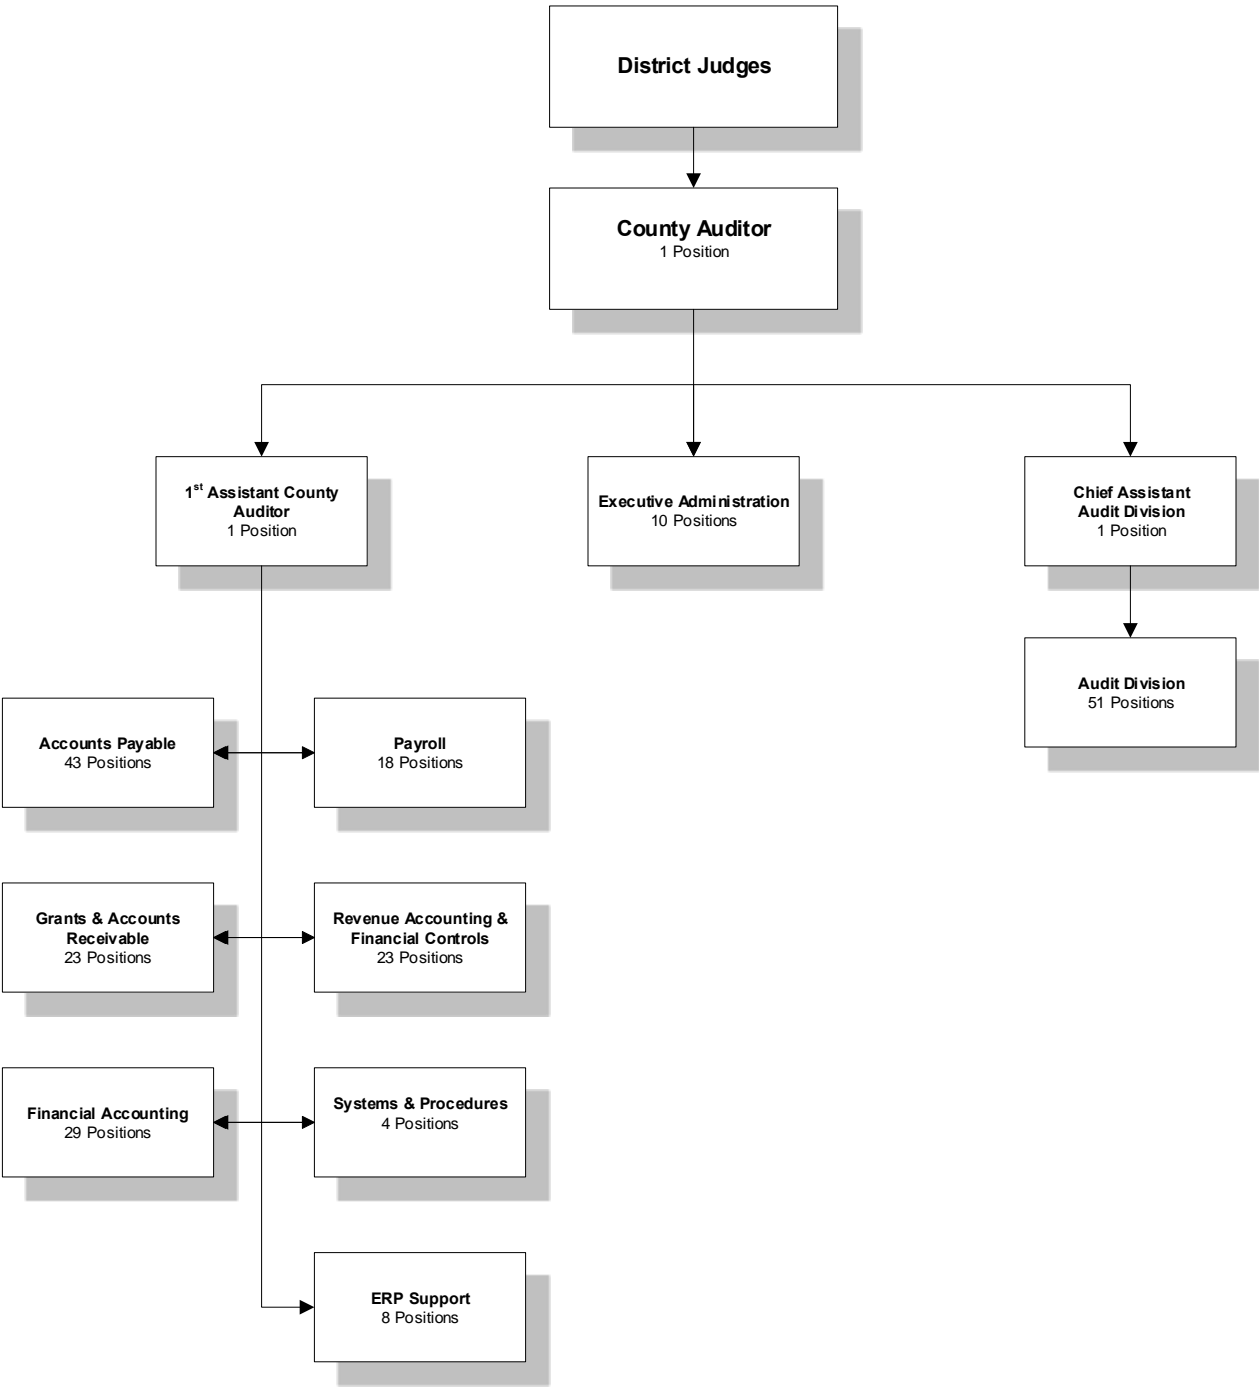 District Judges
County Auditor
1 Position
1st Assistant County
Auditor
1 Position
Executive Administration
10 Positions
Chief Assistant
Audit Division
1 Position
Audit Division
51 Positions
Accounts Payable
43 Positions
Payroll
18 Positions
Grants & Accounts
Receivable
23 Positions
Revenue Accounting &
Financial Controls
23 Positions
Financial Accounting
29 Positions
Systems & Procedures
4 Positions
ERP Support
8 Positions